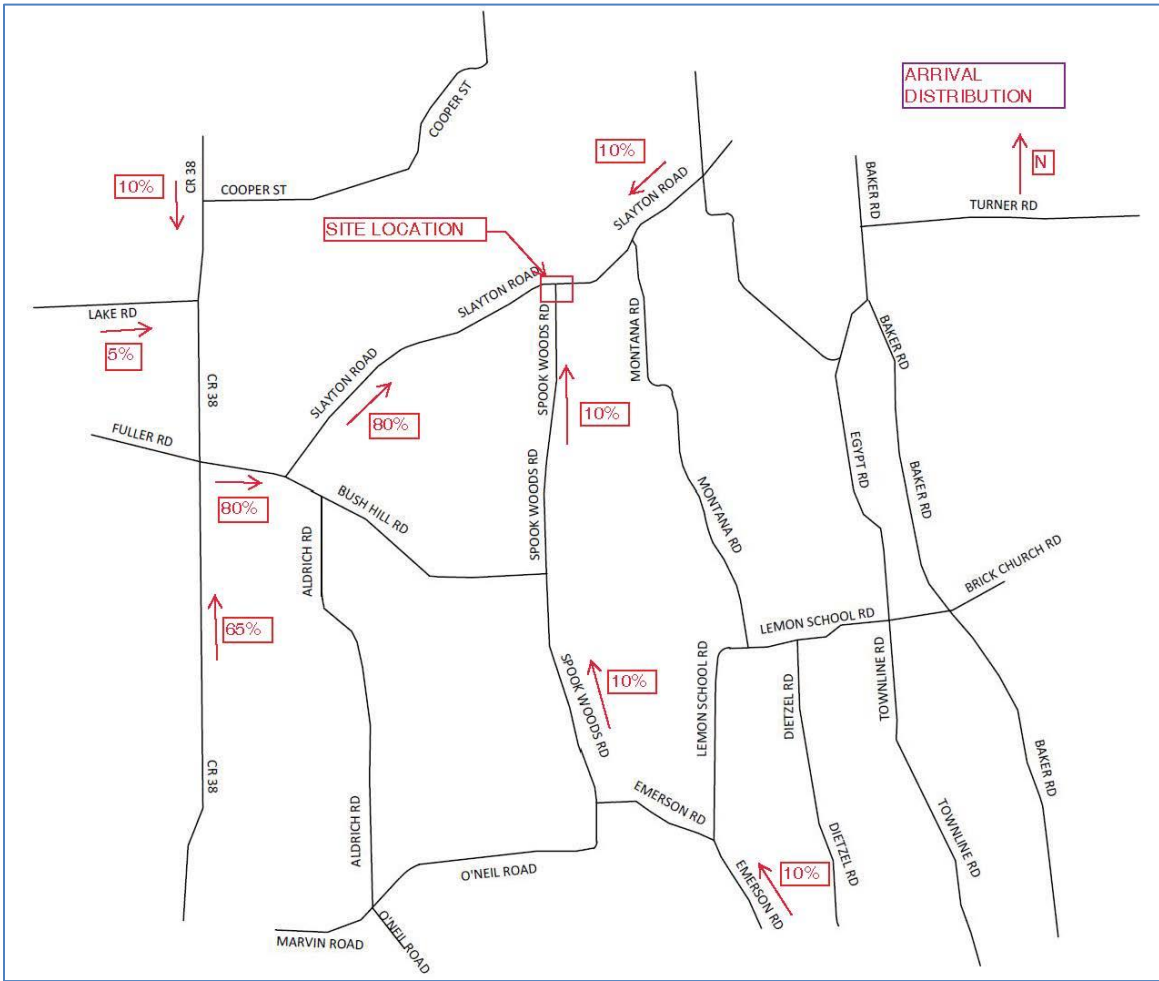 COOPER ST
ARRIVAL
DISTRIBUTION
10%
CR 38
10%
COOPER ST
SLAYTON ROAD
N
BAKER RD
TURNER RD
SITE LOCATION
SLAYTON ROAD
LAKE RD
5%
SPOOK WOODS RD
MONTANA RD
BAKER RD
SLAYTON ROAD
CR 38
80%
10%
FULLER RD
EGYPT RD
80%
BUSH HILL RD
SPOOK WOODS RD
MONTANA RD
BAKER RD
ALDRICH RD
BRICK CHURCH RD
65%
LEMON SCHOOL RD
SPOOK WOODS RD
10%
LEMON SCHOOL RD
DIETZEL RD
TOWNLINE RD
CR 38
BAKER RD
EMERSON RD
ALDRICH RD
DIETZEL RD
TOWNLINE RD
O'NEIL ROAD
EMERSON RD
10%
MARVIN ROAD
O'NEIL ROAD